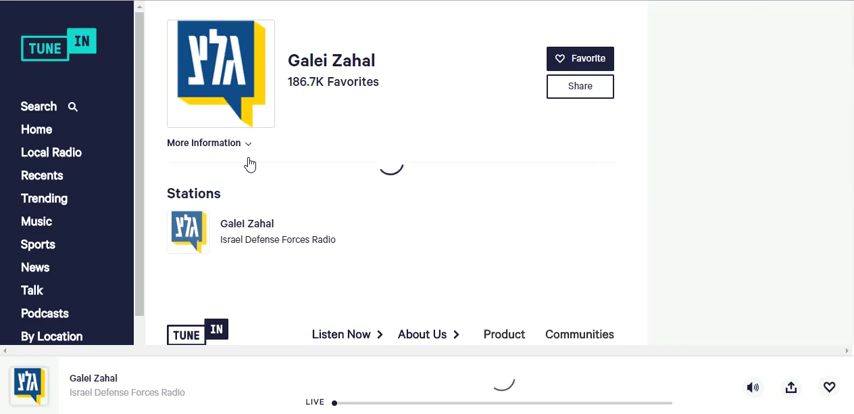 TUNE IN
Search
Home
Local Radio
Recents
Trending
Music
Sports
News
Talk
Podcasts
By Location
גלצ
Galei Zahal
186.7K Favorites
Favorite
Share
More Information
Stations
גלצ
Galei Zahal
Israel Defense Forces Radio
TUNE IN
Listen Now
About Us
Product
Communities
גלצ
Galei Zahal
Israel Defense Forces Radio
LIVE